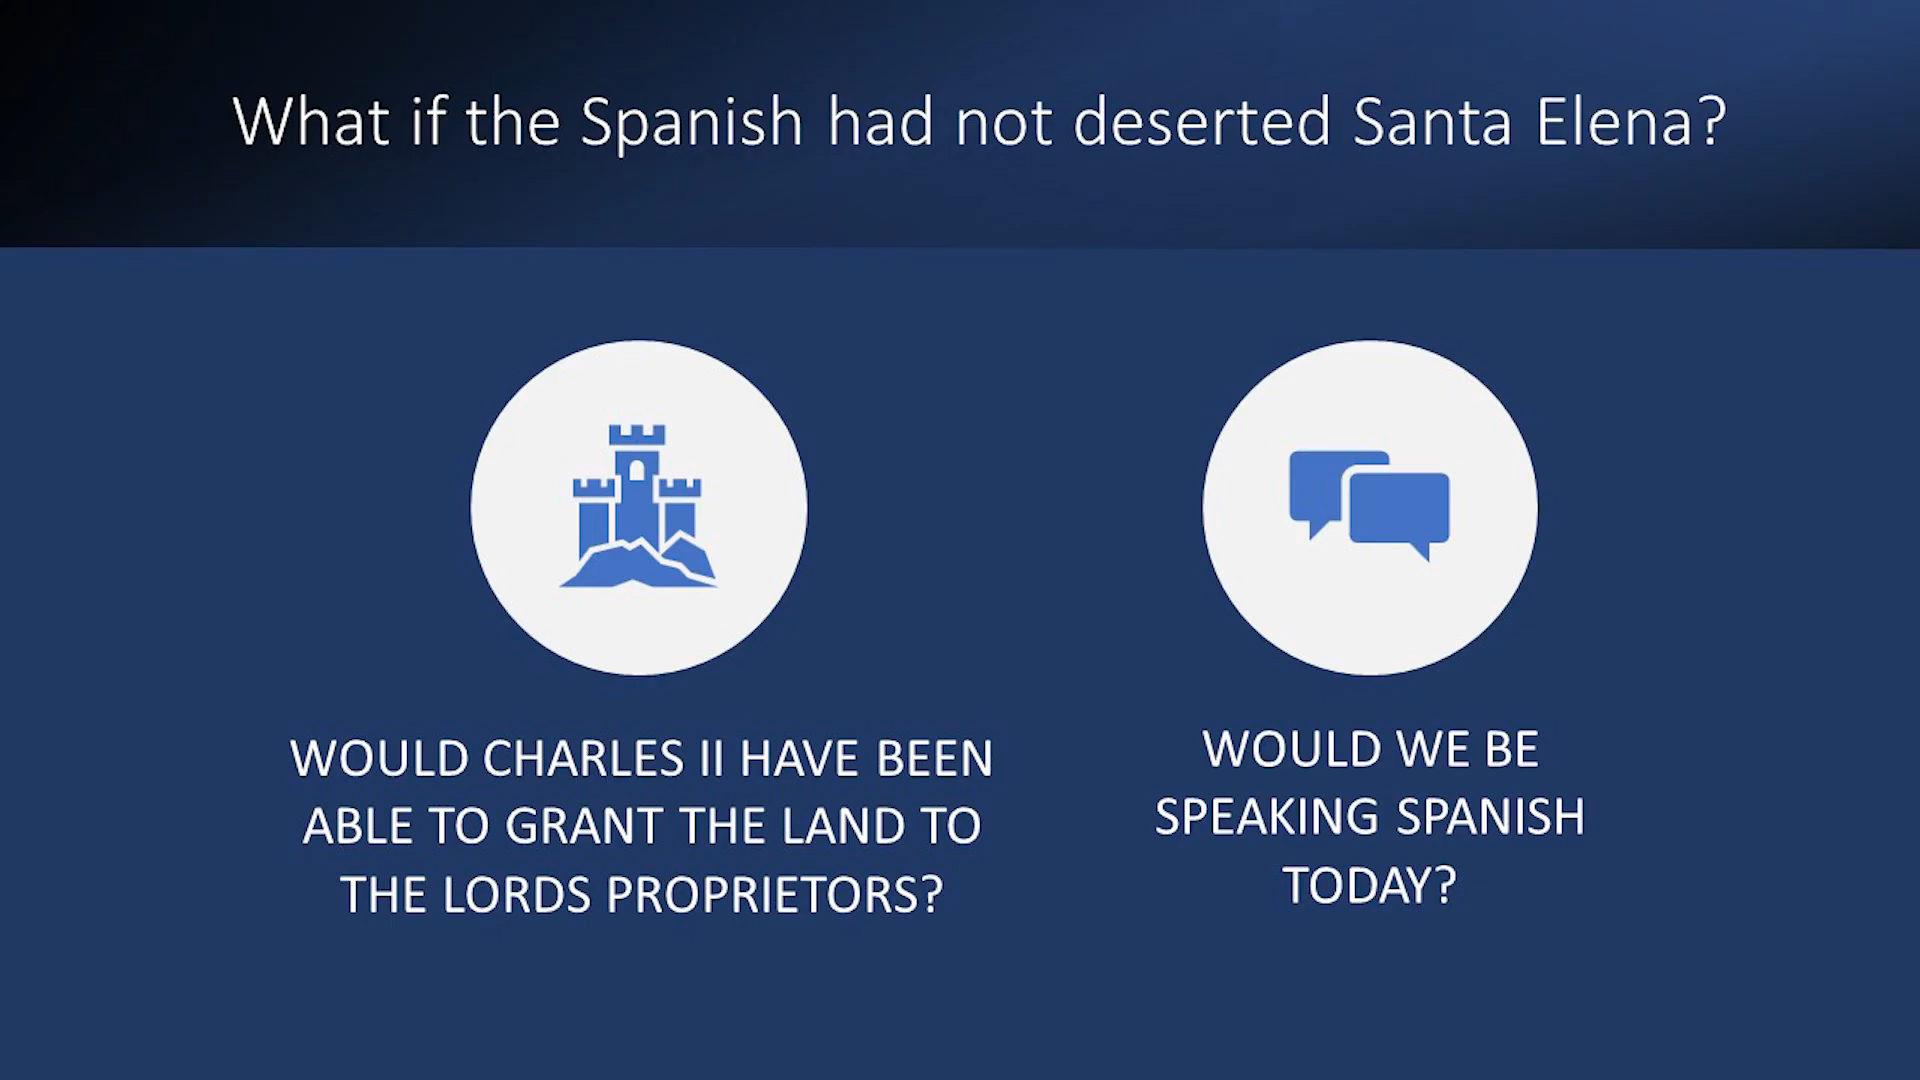 What if the Spanish had not deserted Santa Elena?
WOULD CHARLES II HAVE BEEN
ABLE TO GRANT THE LAND TO
THE LORDS PROPRIETORS?
WOULD WE BE
SPEAKING SPANISH
TODAY?